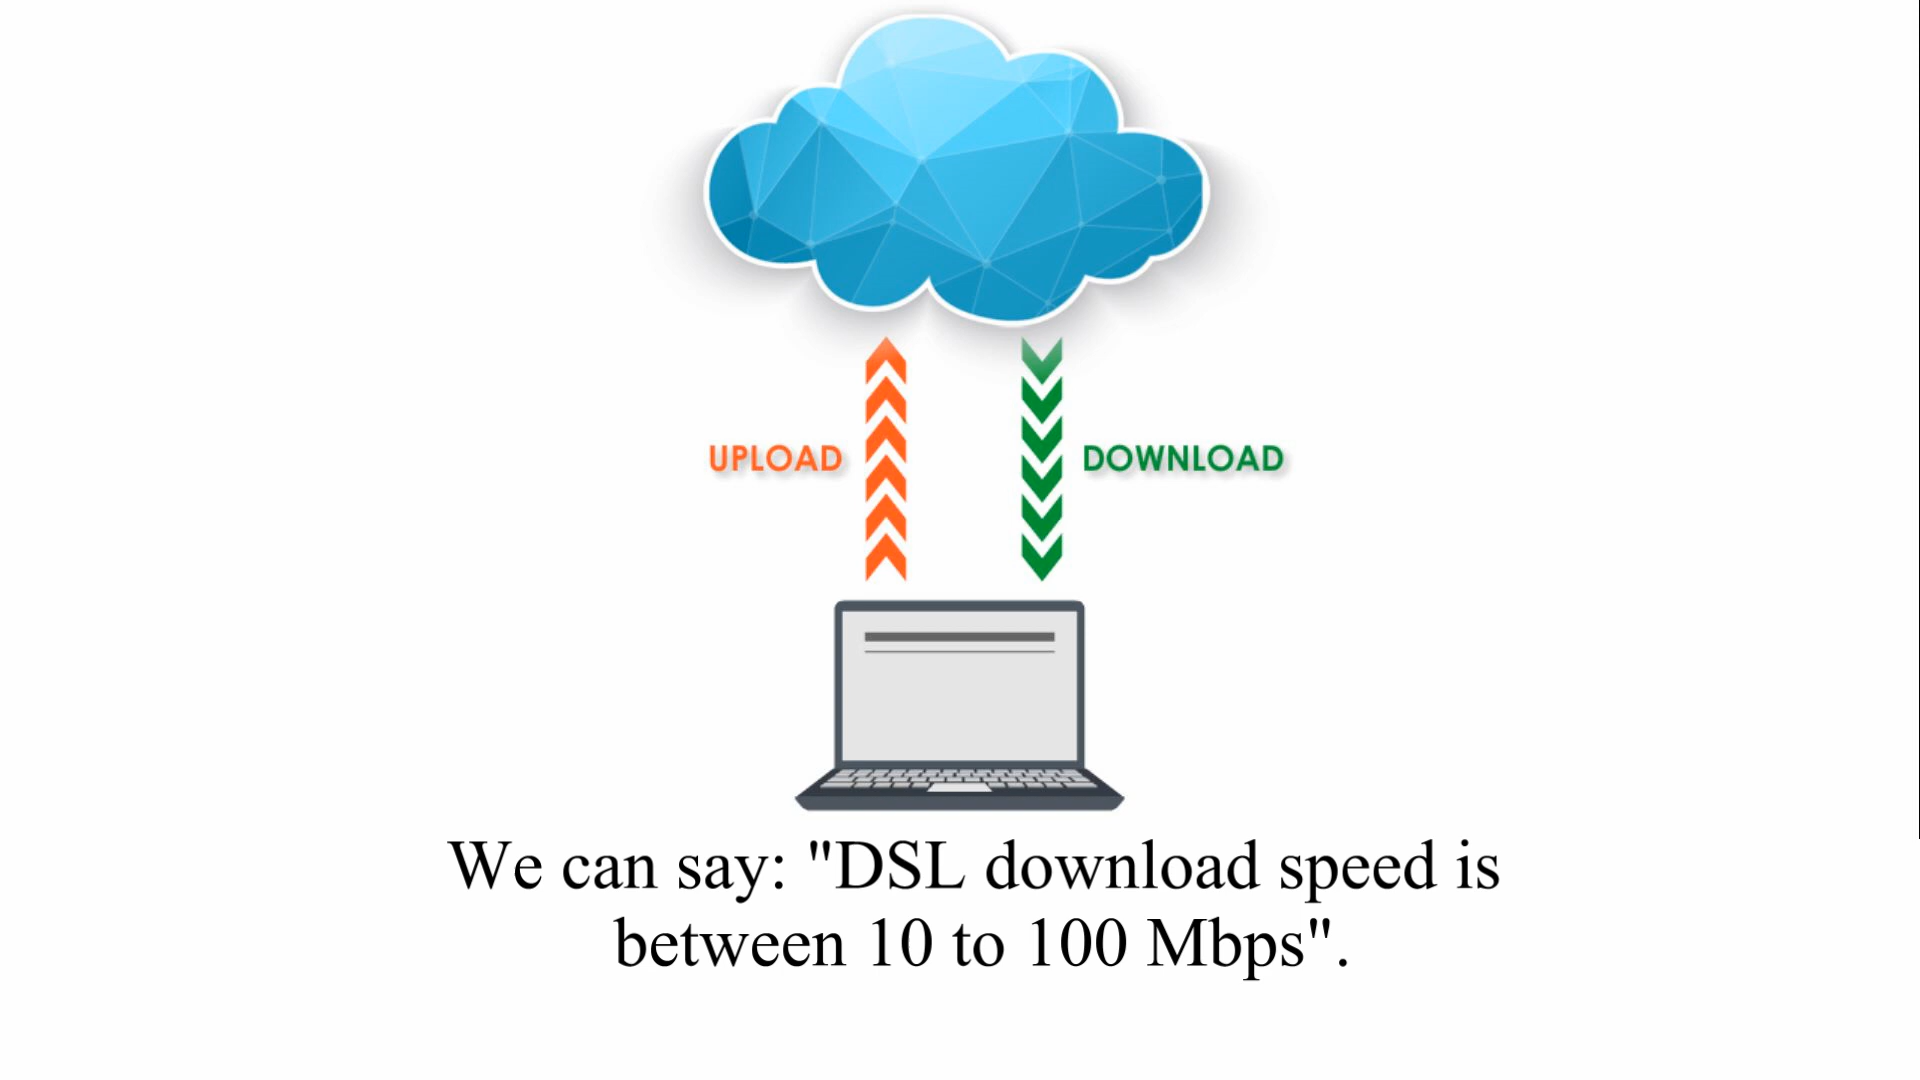 UPLOAD
DOWNLOAD
We can say: "DSL download speed is
between 10 to 100 Mbps".